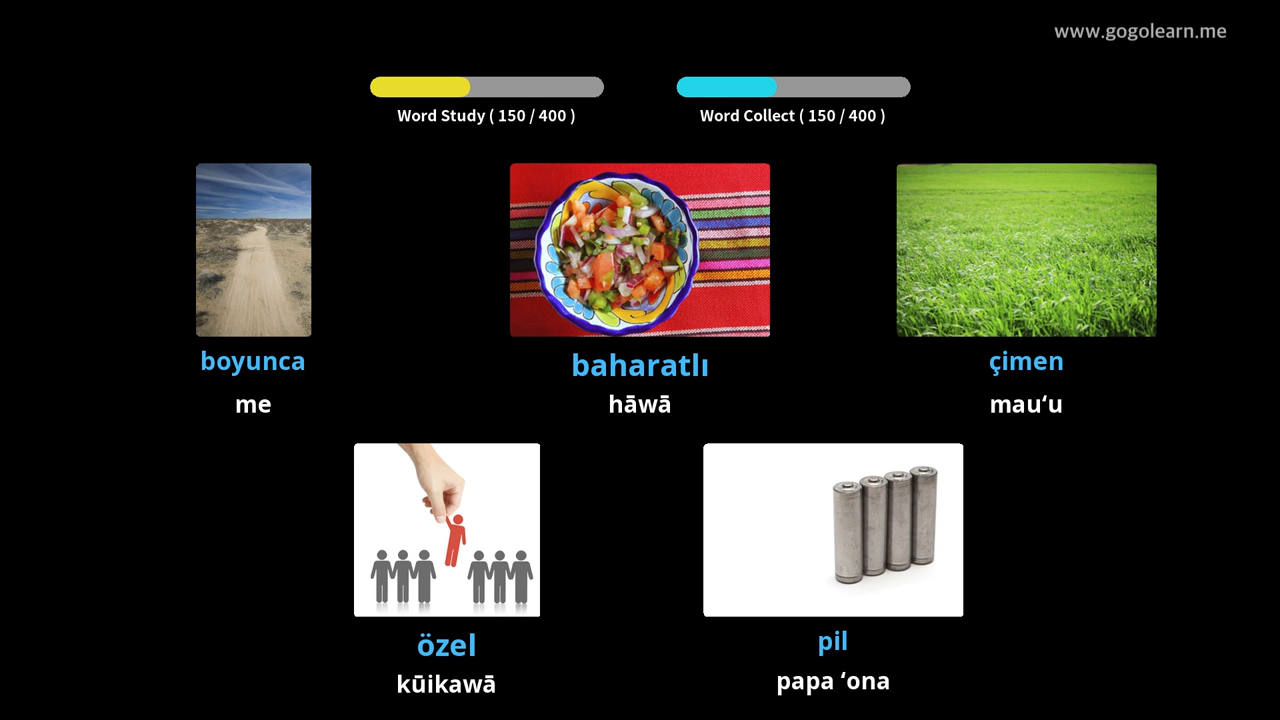 www.gogolearn.me
Word Study ( 150 / 400 )
Word Collect ( 150 / 400 )
boyunca
me
baharatlı
hāwā
çimen
mauʻu
özel
kūikawā
pil
papa ʻona